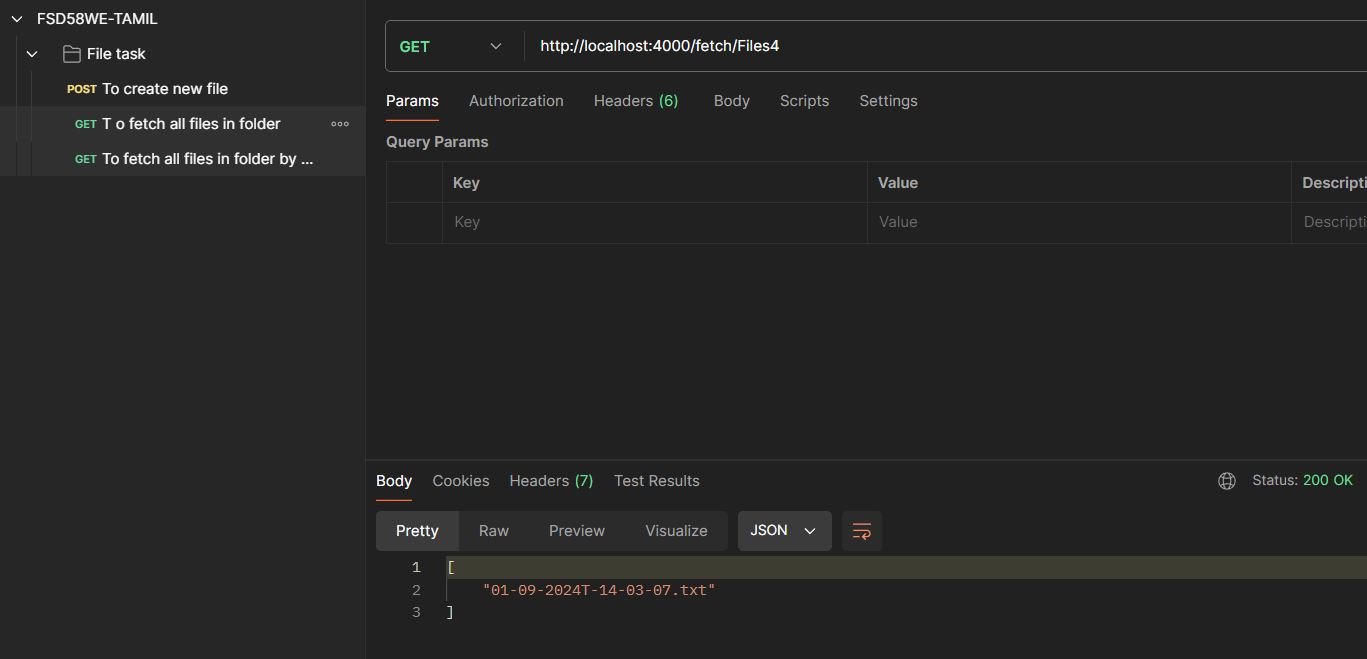 FSD58WE-TAMIL
File task
POST To create new file
GET T o fetch all files in folder
GET To fetch all files in folder by ...
GET http://localhost:4000/fetch/Files4
Params Authorization Headers (6) Body Scripts Settings
Query Params
Key Value Descripti
Key Value Descripti
Body Cookies Headers (7) Test Results Status: 200 OK
Pretty Raw Preview Visualize JSON
1 [
2 "01-09-2024T-14-03-07.txt"
3 ]